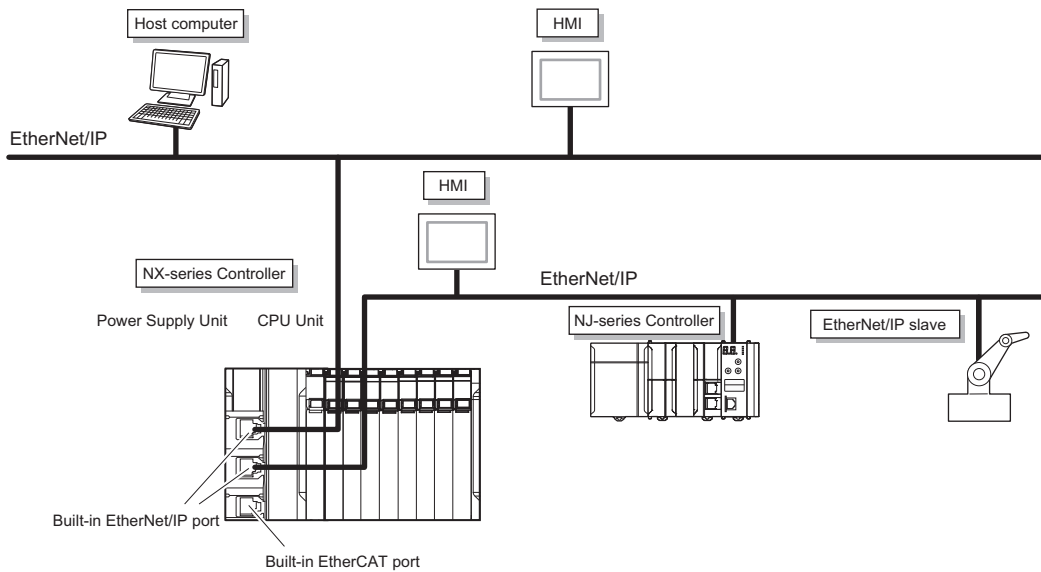 Host computer
HMI
EtherNet/IP
HMI
NX-series Controller
EtherNet/IP
Power Supply Unit
CPU Unit
NJ-series Controller
EtherNet/IP slave
Built-in EtherNet/IP port
Built-in EtherCAT port